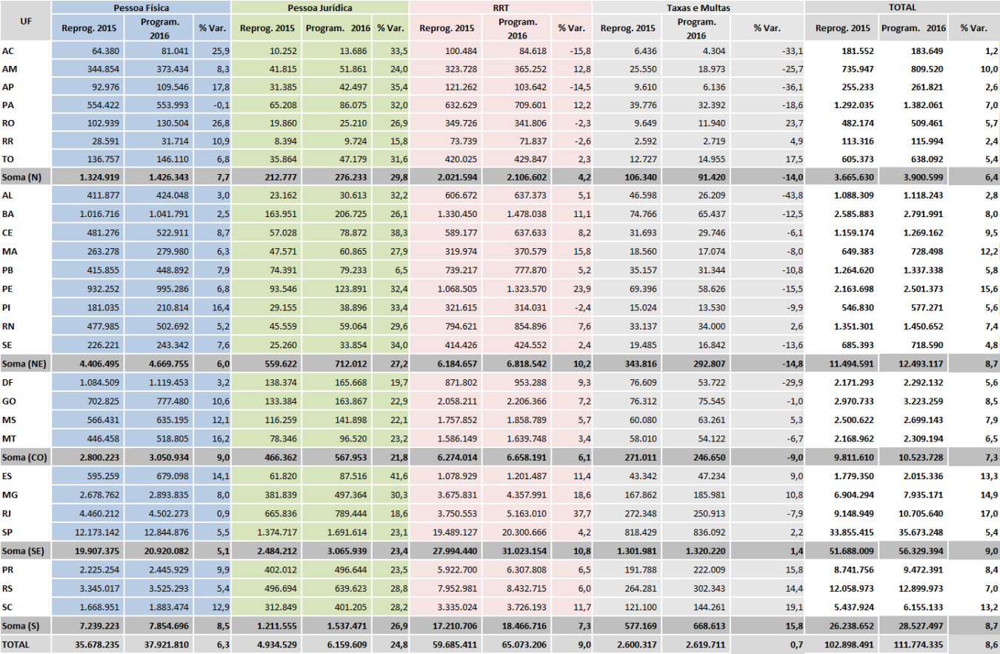 UF Pessoa Física Pessoa Jurídica RRT Taxas e Multas TOTAL
Reprog. 2015 Program. 2016 % Var. Reprog. 2015 Program. 2016 % Var. Reprog. 2015 Program. 2016 % Var. Reprog. 2015 Program. 2016 % Var. Reprog. 2015 Program. 2016 % Var.
AC 64.380 81.041 25,9 10.252 13.686 33,5 100.484 84.618 -15,8 6.436 4.304 -33,1 181.552 183.649 1,2
AM 344.854 373.434 8,3 41.815 51.861 24,0 323.728 365.252 12,8 25.550 18.973 -25,7 735.947 809.520 10,0
AP 92.976 109.546 17,8 31.385 42.497 35,4 121.262 103.642 -14,5 9.610 6.136 -36,1 255.233 261.821 2,6
PA 554.422 553.993 -0,1 65.208 86.075 32,0 632.629 709.601 12,2 39.776 32.392 -18,6 1.292.035 1.382.061 7,0
RO 102.939 130.504 26,8 19.860 25.210 26,9 349.726 341.806 -2,3 9.649 11.940 23,7 482.174 509.461 5,7
RR 28.591 31.714 10,9 8.394 9.724 15,8 73.739 71.837 -2,6 2.592 2.719 4,9 113.316 115.994 2,4
TO 136.757 146.110 6,8 35.864 47.179 31,6 420.025 429.847 2,3 12.727 14.955 17,5 605.373 638.092 5,4
Soma (N) 1.324.919 1.426.343 7,7 212.777 276.233 29,8 2.021.594 2.106.602 4,2 106.340 91.420 -14,0 3.665.630 3.900.599 6,4
AL 411.877 424.048 3,0 23.162 30.613 32,2 606.672 637.373 5,1 46.598 26.209 -43,8 1.088.309 1.118.243 2,8
BA 1.016.716 1.041.791 2,5 163.951 206.725 26,1 1.330.450 1.478.038 11,1 74.766 65.437 -12,5 2.585.883 2.791.991 8,0
CE 481.276 522.911 8,7 57.028 78.872 38,3 589.177 637.633 8,2 31.693 29.746 -6,1 1.159.174 1.269.162 9,5
MA 263.278 279.980 6,3 47.571 60.865 27,9 319.974 370.579 15,8 18.560 17.074 -8,0 649.383 728.498 12,2
PB 415.855 448.892 7,9 74.391 79.233 6,5 739.217 777.870 5,2 35.157 31.344 -10,8 1.264.620 1.337.338 5,8
PE 932.252 995.286 6,8 93.546 123.891 32,4 1.068.505 1.323.570 23,9 69.396 58.626 -15,5 2.163.698 2.501.373 15,6
PI 181.035 210.814 16,4 29.155 38.896 33,4 321.615 314.031 -2,4 15.024 13.530 -9,9 546.830 577.271 5,6
RN 477.985 502.692 5,2 45.559 59.064 29,6 794.621 854.896 7,6 33.137 34.000 2,6 1.351.301 1.450.652 7,4
SE 226.221 243.342 7,6 25.260 33.854 34,0 414.426 424.552 2,4 19.485 16.842 -13,6 685.393 718.590 4,8
Soma (NE) 4.406.495 4.669.755 6,0 559.622 712.012 27,2 6.184.657 6.818.542 10,2 343.816 292.807 -14,8 11.494.591 12.493.117 8,7
DF 1.084.509 1.119.453 3,2 138.374 165.668 19,7 871.802 953.288 9,3 76.609 53.722 -29,9 2.171.293 2.292.132 5,6
GO 702.825 777.480 10,6 133.384 163.867 22,9 2.058.211 2.206.366 7,2 76.312 75.545 -1,0 2.970.733 3.223.259 8,5
MS 566.431 635.195 12,1 116.259 141.898 22,1 1.757.852 1.858.789 5,7 60.080 63.261 5,3 2.500.622 2.699.143 7,9
MT 446.458 518.805 16,2 78.346 96.520 23,2 1.586.149 1.639.748 3,4 58.010 54.122 -6,7 2.168.962 2.309.194 6,5
Soma (CO) 2.800.223 3.050.934 9,0 466.362 567.953 21,8 6.274.014 6.658.191 6,1 271.011 246.650 -9,0 9.811.610 10.523.728 7,3
ES 595.259 679.098 14,1 61.820 87.516 41,6 1.078.929 1.201.487 11,4 43.342 47.234 9,0 1.779.350 2.015.336 13,3
MG 2.678.762 2.893.835 8,0 381.839 497.364 30,3 3.675.831 4.357.991 18,6 167.862 185.981 10,8 6.904.294 7.935.171 14,9
RJ 4.460.212 4.502.273 0,9 665.836 789.444 18,6 3.750.553 5.163.010 37,7 272.348 250.913 -7,9 9.148.949 10.705.640 17,0
SP 12.173.142 12.844.876 5,5 1.374.717 1.691.614 23,1 19.489.127 20.300.666 4,2 818.429 836.092 2,2 33.855.415 35.673.248 5,4
Soma (SE) 19.907.375 20.920.082 5,1 2.484.212 3.065.939 23,4 27.994.440 31.023.154 10,8 1.301.981 1.320.220 1,4 51.688.009 56.329.394 9,0
PR 2.225.254 2.445.929 9,9 402.012 496.644 23,5 5.922.700 6.307.808 6,5 191.788 222.009 15,8 8.741.756 9.472.391 8,4
RS 3.345.017 3.525.293 5,4 496.694 639.623 28,8 7.952.981 8.432.715 6,0 264.281 302.343 14,4 12.058.973 12.899.973 7,0
SC 1.668.951 1.883.474 12,9 312.849 401.205 28,2 3.335.024 3.726.193 11,7 121.100 144.261 19,1 5.437.924 6.155.133 13,2
Soma (S) 7.239.223 7.854.696 8,5 1.211.555 1.537.471 26,9 17.210.706 18.466.716 7,3 577.169 668.613 15,8 26.238.652 28.527.497 8,7
TOTAL 35.678.235 37.921.810 6,3 4.934.529 6.159.609 24,8 59.685.411 65.073.206 9,0 2.600.317 2.619.711 0,7 102.898.491 111.774.335 8,6